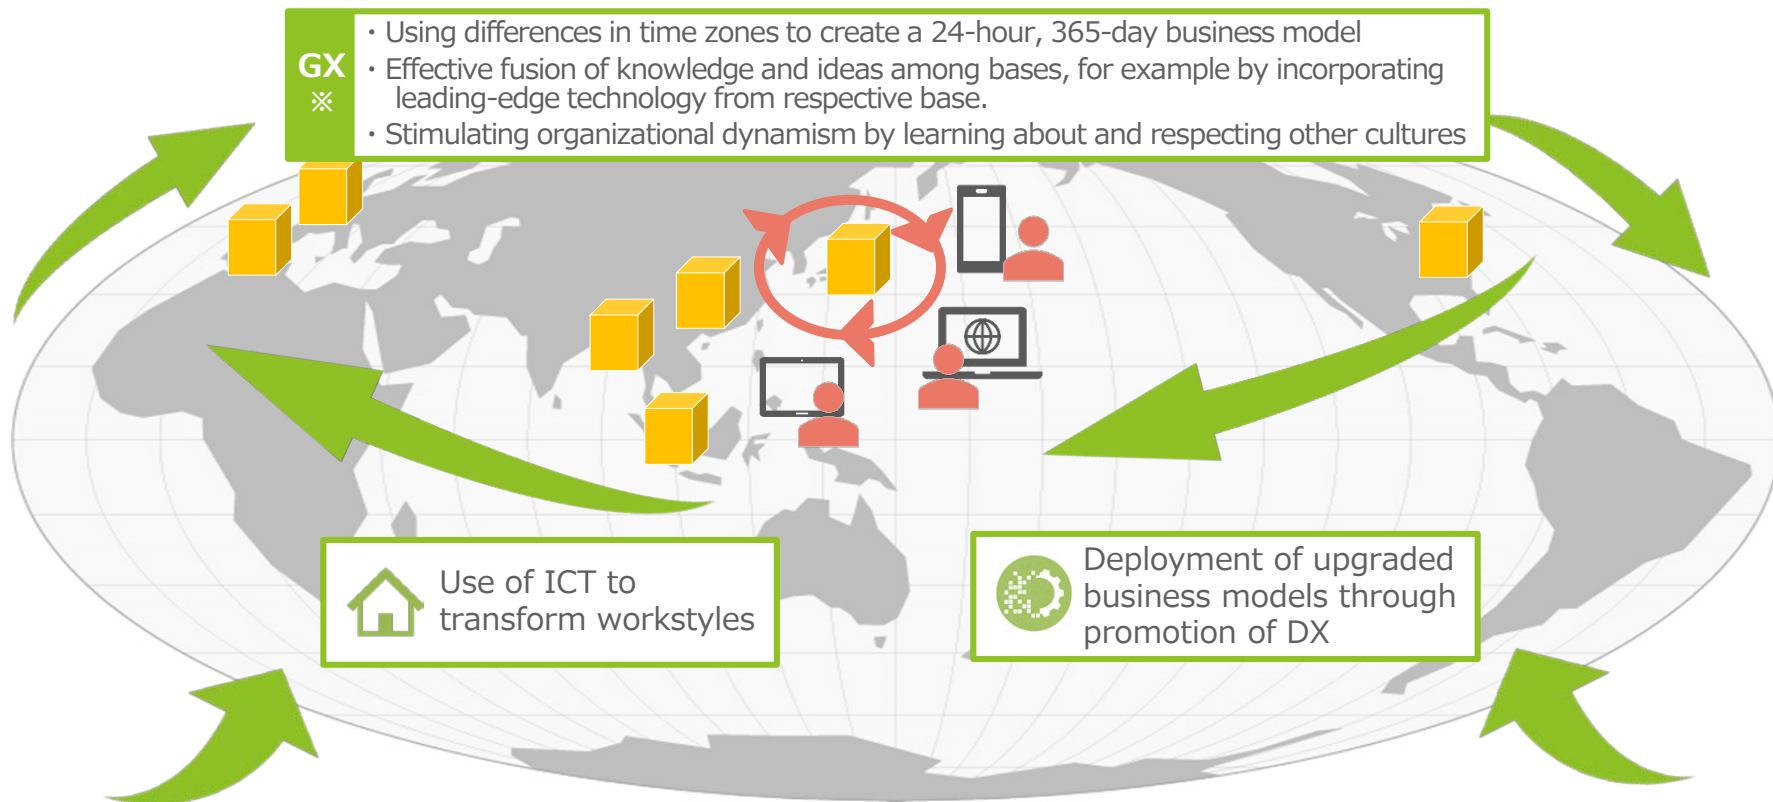 GX
※
・Using differences in time zones to create a 24-hour, 365-day business model
・Effective fusion of knowledge and ideas among bases, for example by incorporating
leading-edge technology from respective base.
・Stimulating organizational dynamism by learning about and respecting other cultures
Use of ICT to
transform workstyles
Deployment of upgraded
business models through
promotion of DX